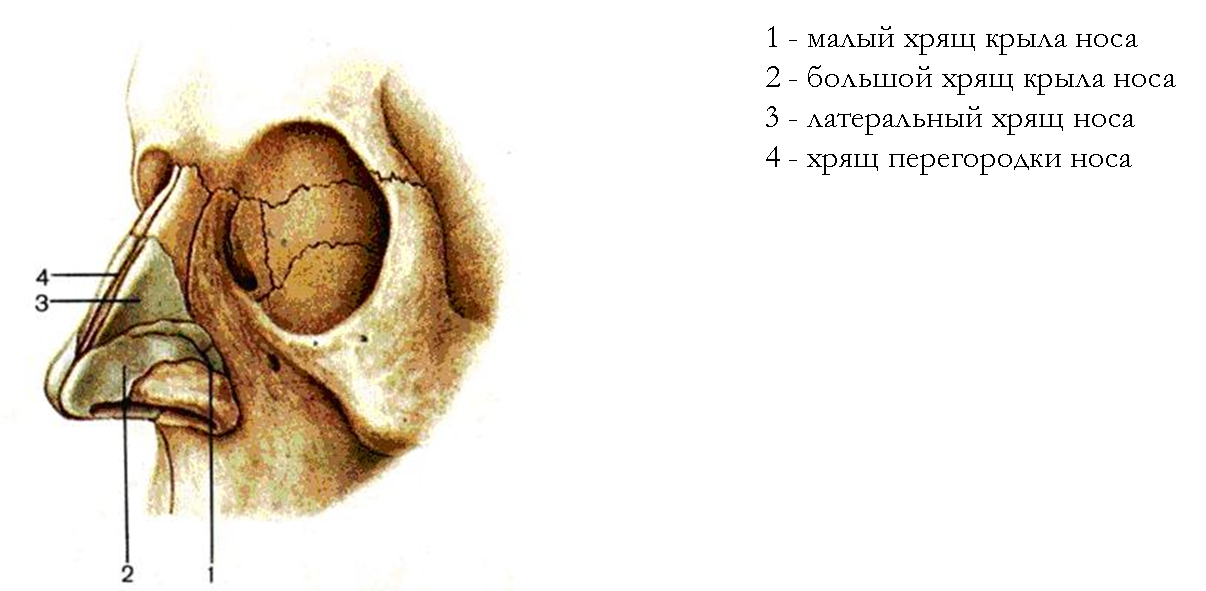 1 - малый хрящ крыла носа
2 - большой хрящ крыла носа
3 - латеральный хрящ носа
4 - хрящ перегородки носа
4
3
2 1